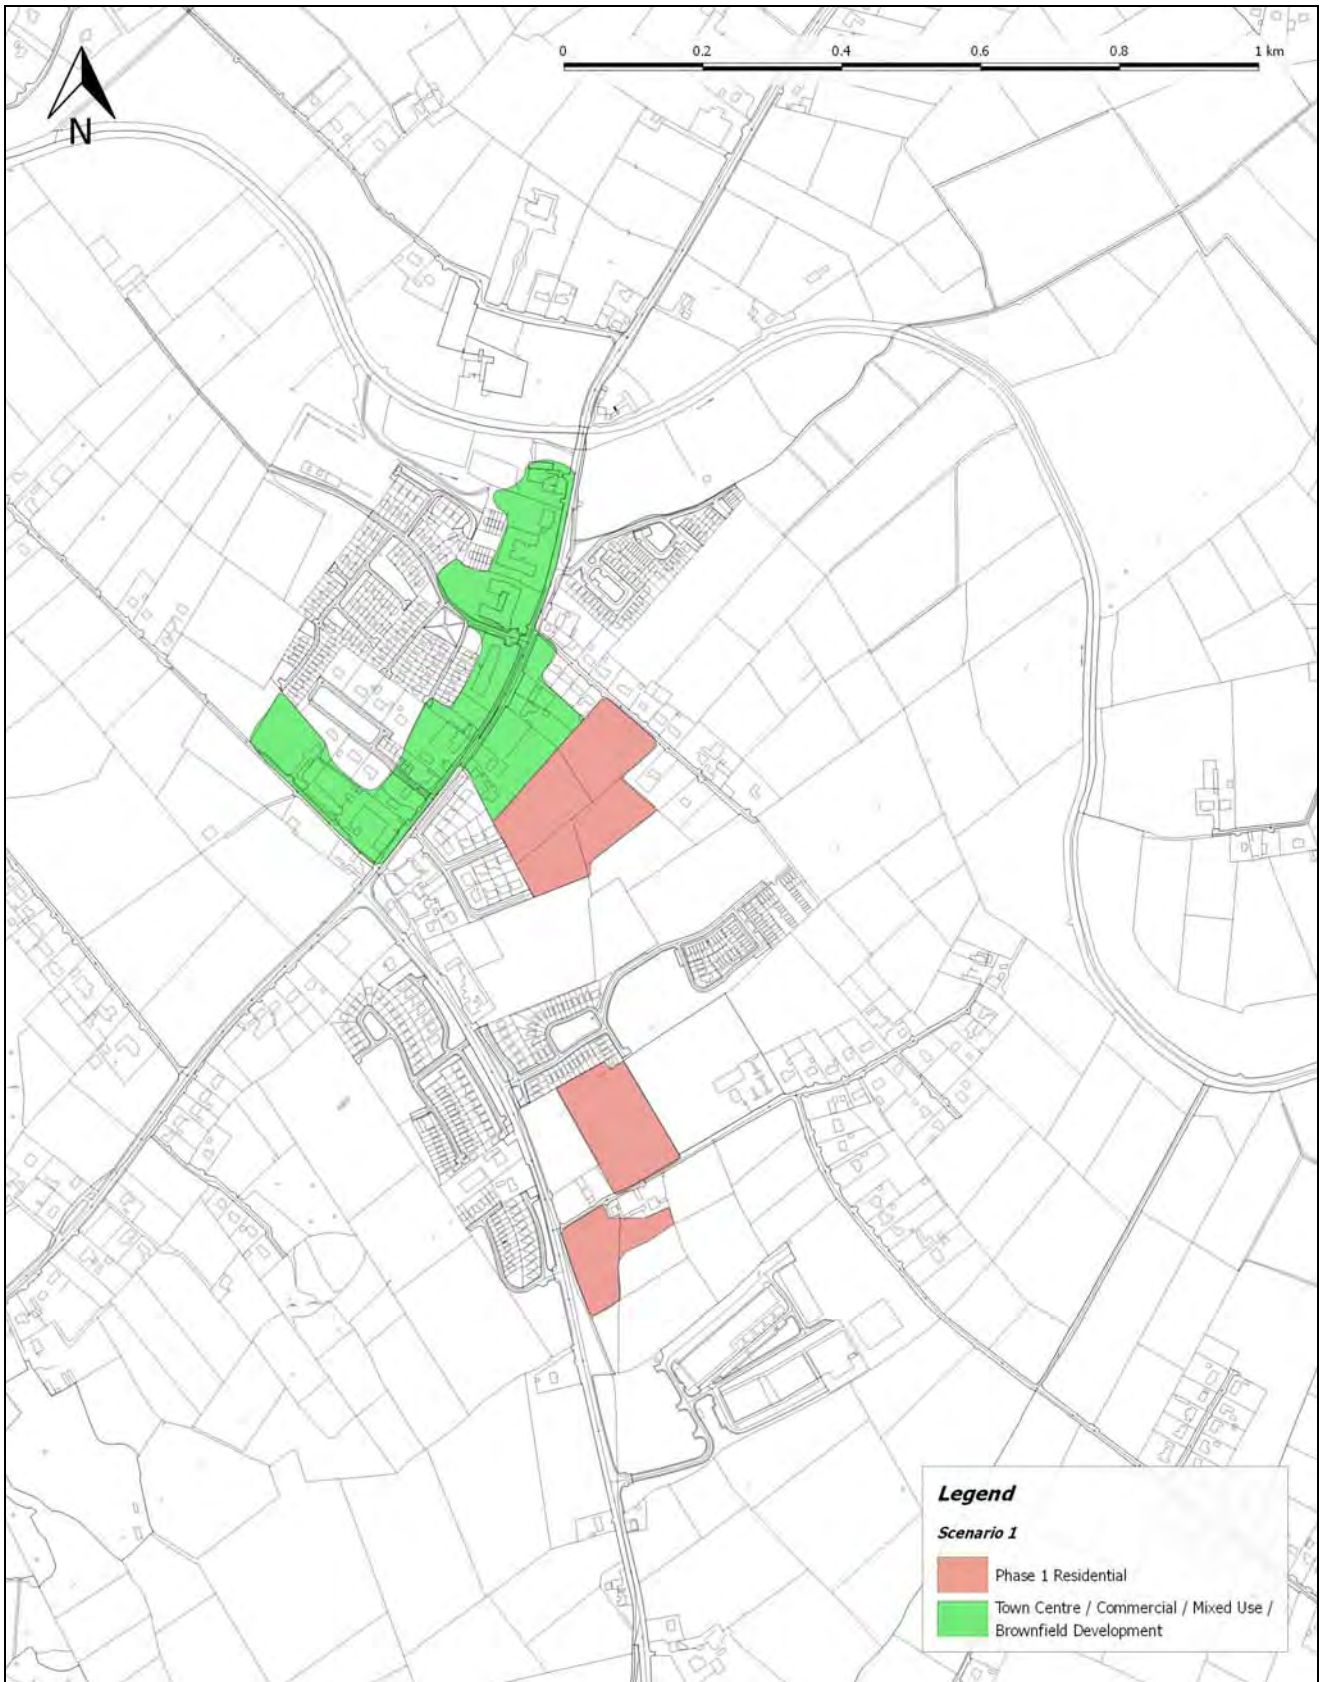 0 0.2 0.4 0.6 0.8 1 km
N
Legend
Scenario 1
Phase 1 Residential
Town Centre / Commercial / Mixed Use /
Brownfield Development